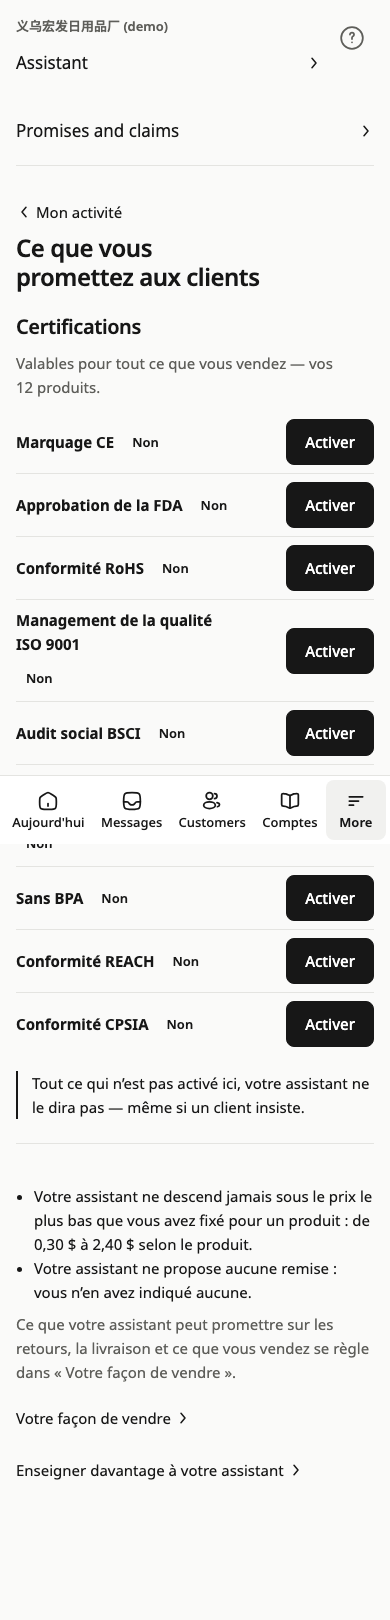 义乌宏发日用品厂 (demo)
Assistant
Promises and claims
Mon activité
Ce que vous
promettez aux clients
Certifications
Valables pour tout ce que vous vendez — vos
12 produits.
Marquage CE Non Activer
Approbation de la FDA Non Activer
Conformité RoHS Non Activer
Management de la qualité
ISO 9001
Non
Activer
Audit social BSCI Non Activer
Aujourd'hui Messages Customers Comptes More
Non
Sans BPA Non Activer
Conformité REACH Non Activer
Conformité CPSIA Non Activer
Tout ce qui n’est pas activé ici, votre assistant ne
le dira pas — même si un client insiste.
• Votre assistant ne descend jamais sous le prix le
plus bas que vous avez fixé pour un produit : de
0,30 $ à 2,40 $ selon le produit.
• Votre assistant ne propose aucune remise :
vous n’en avez indiqué aucune.
Ce que votre assistant peut promettre sur les
retours, la livraison et ce que vous vendez se règle
dans « Votre façon de vendre ».
Votre façon de vendre
Enseigner davantage à votre assistant